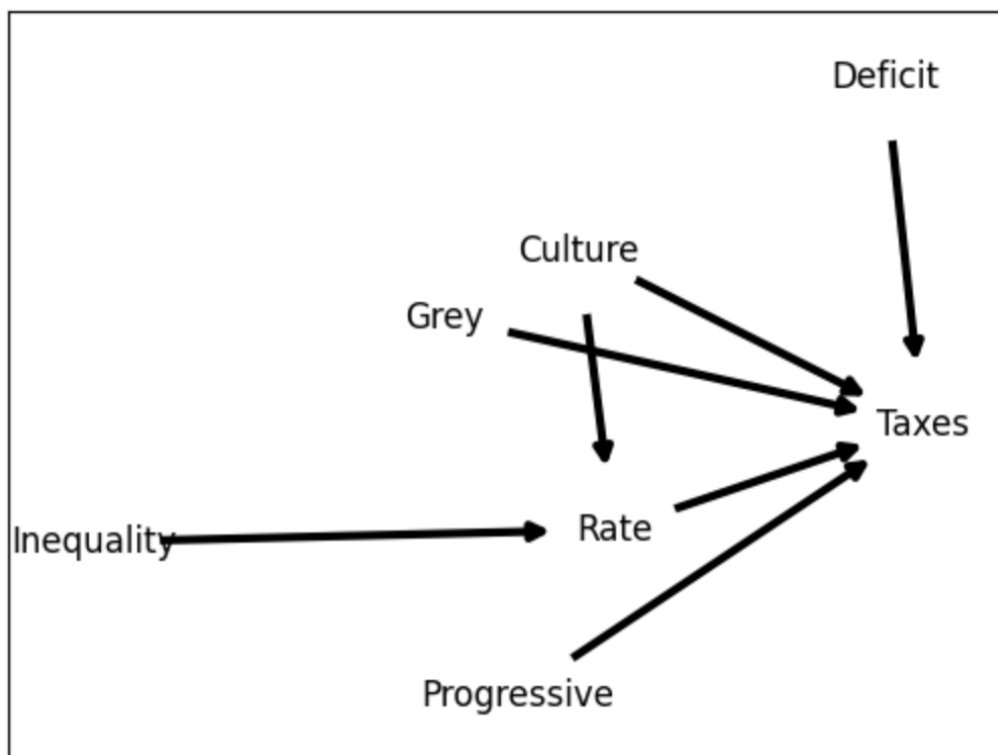 Deficit
Culture
Grey
Taxes
Rate
Inequality
Progressive